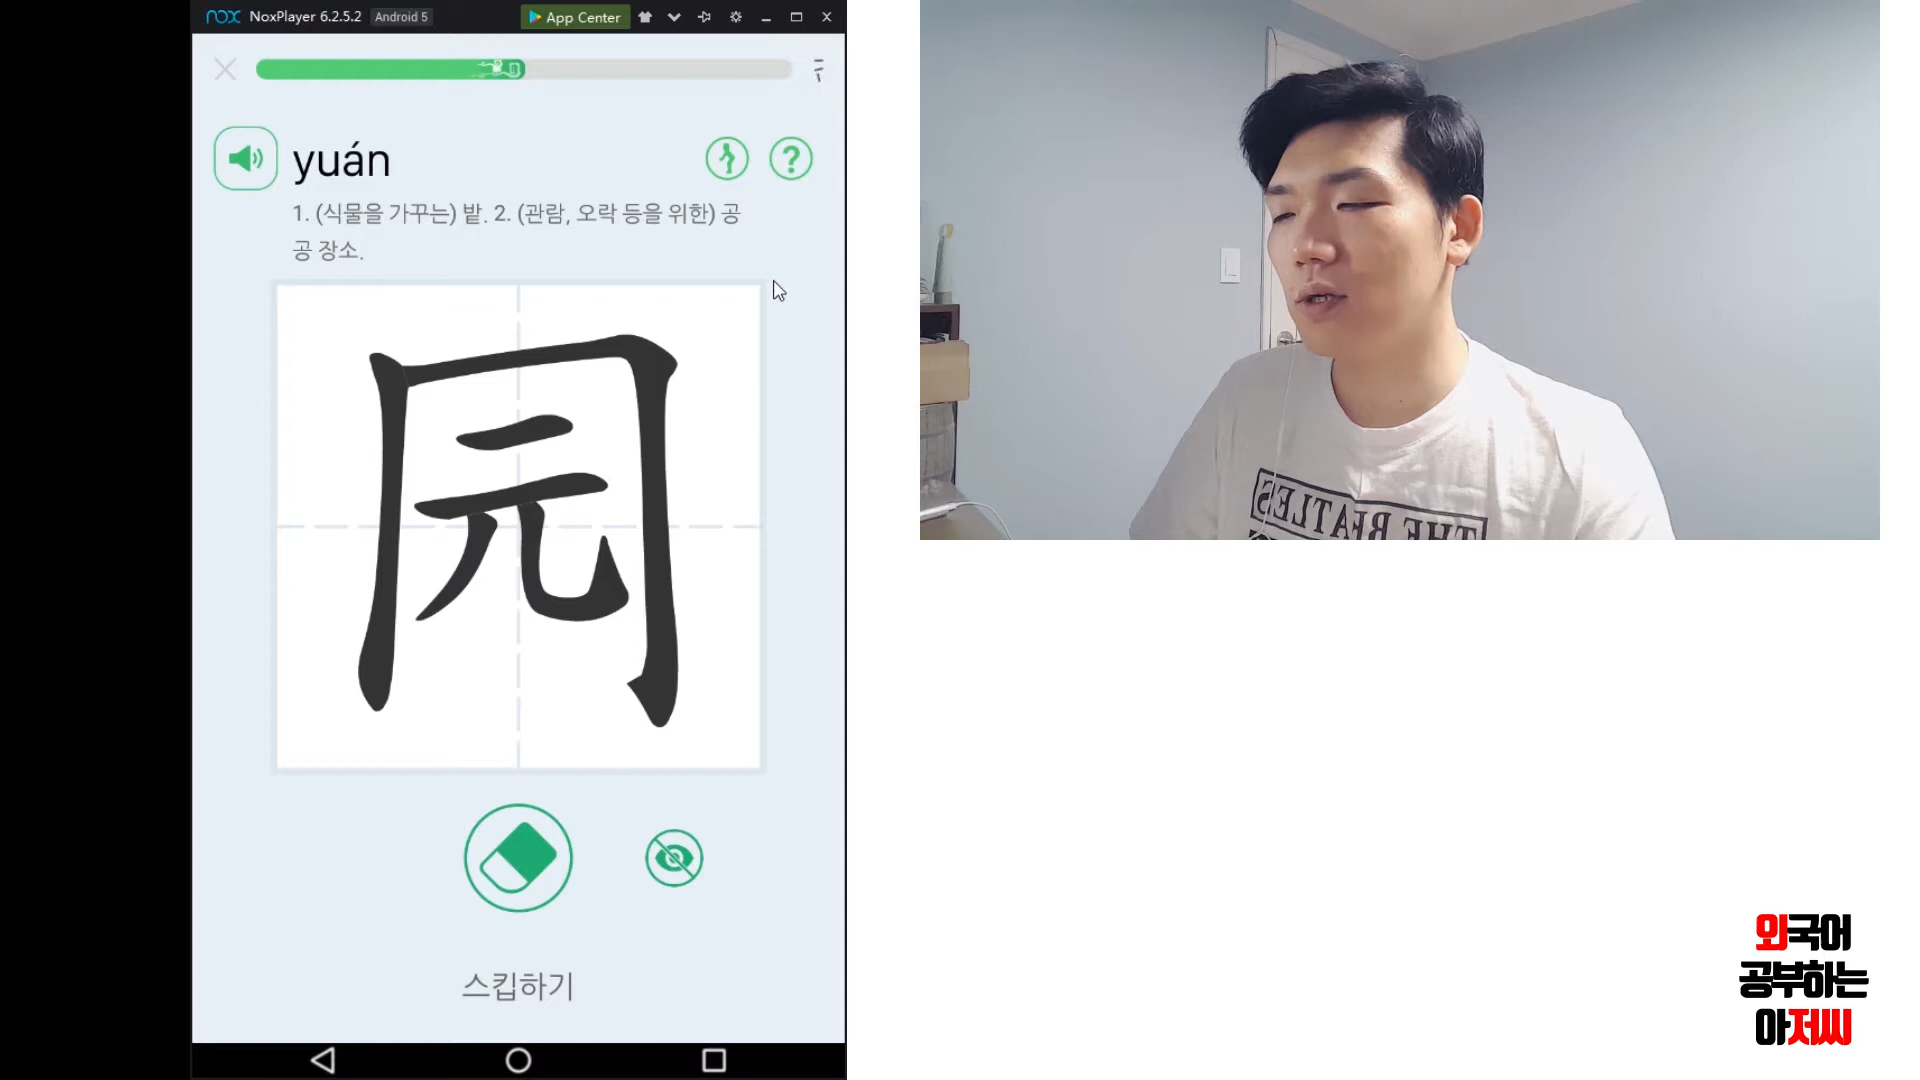 nox NoxPlayer 6.2.5.2 Android 5 App Center
yuán
1. (식물을 가꾸는) 밭. 2. (관람, 오락 등을 위한) 공
공 장소.
스킵하기
THE BEATLES
외국어
공부하는
아저씨